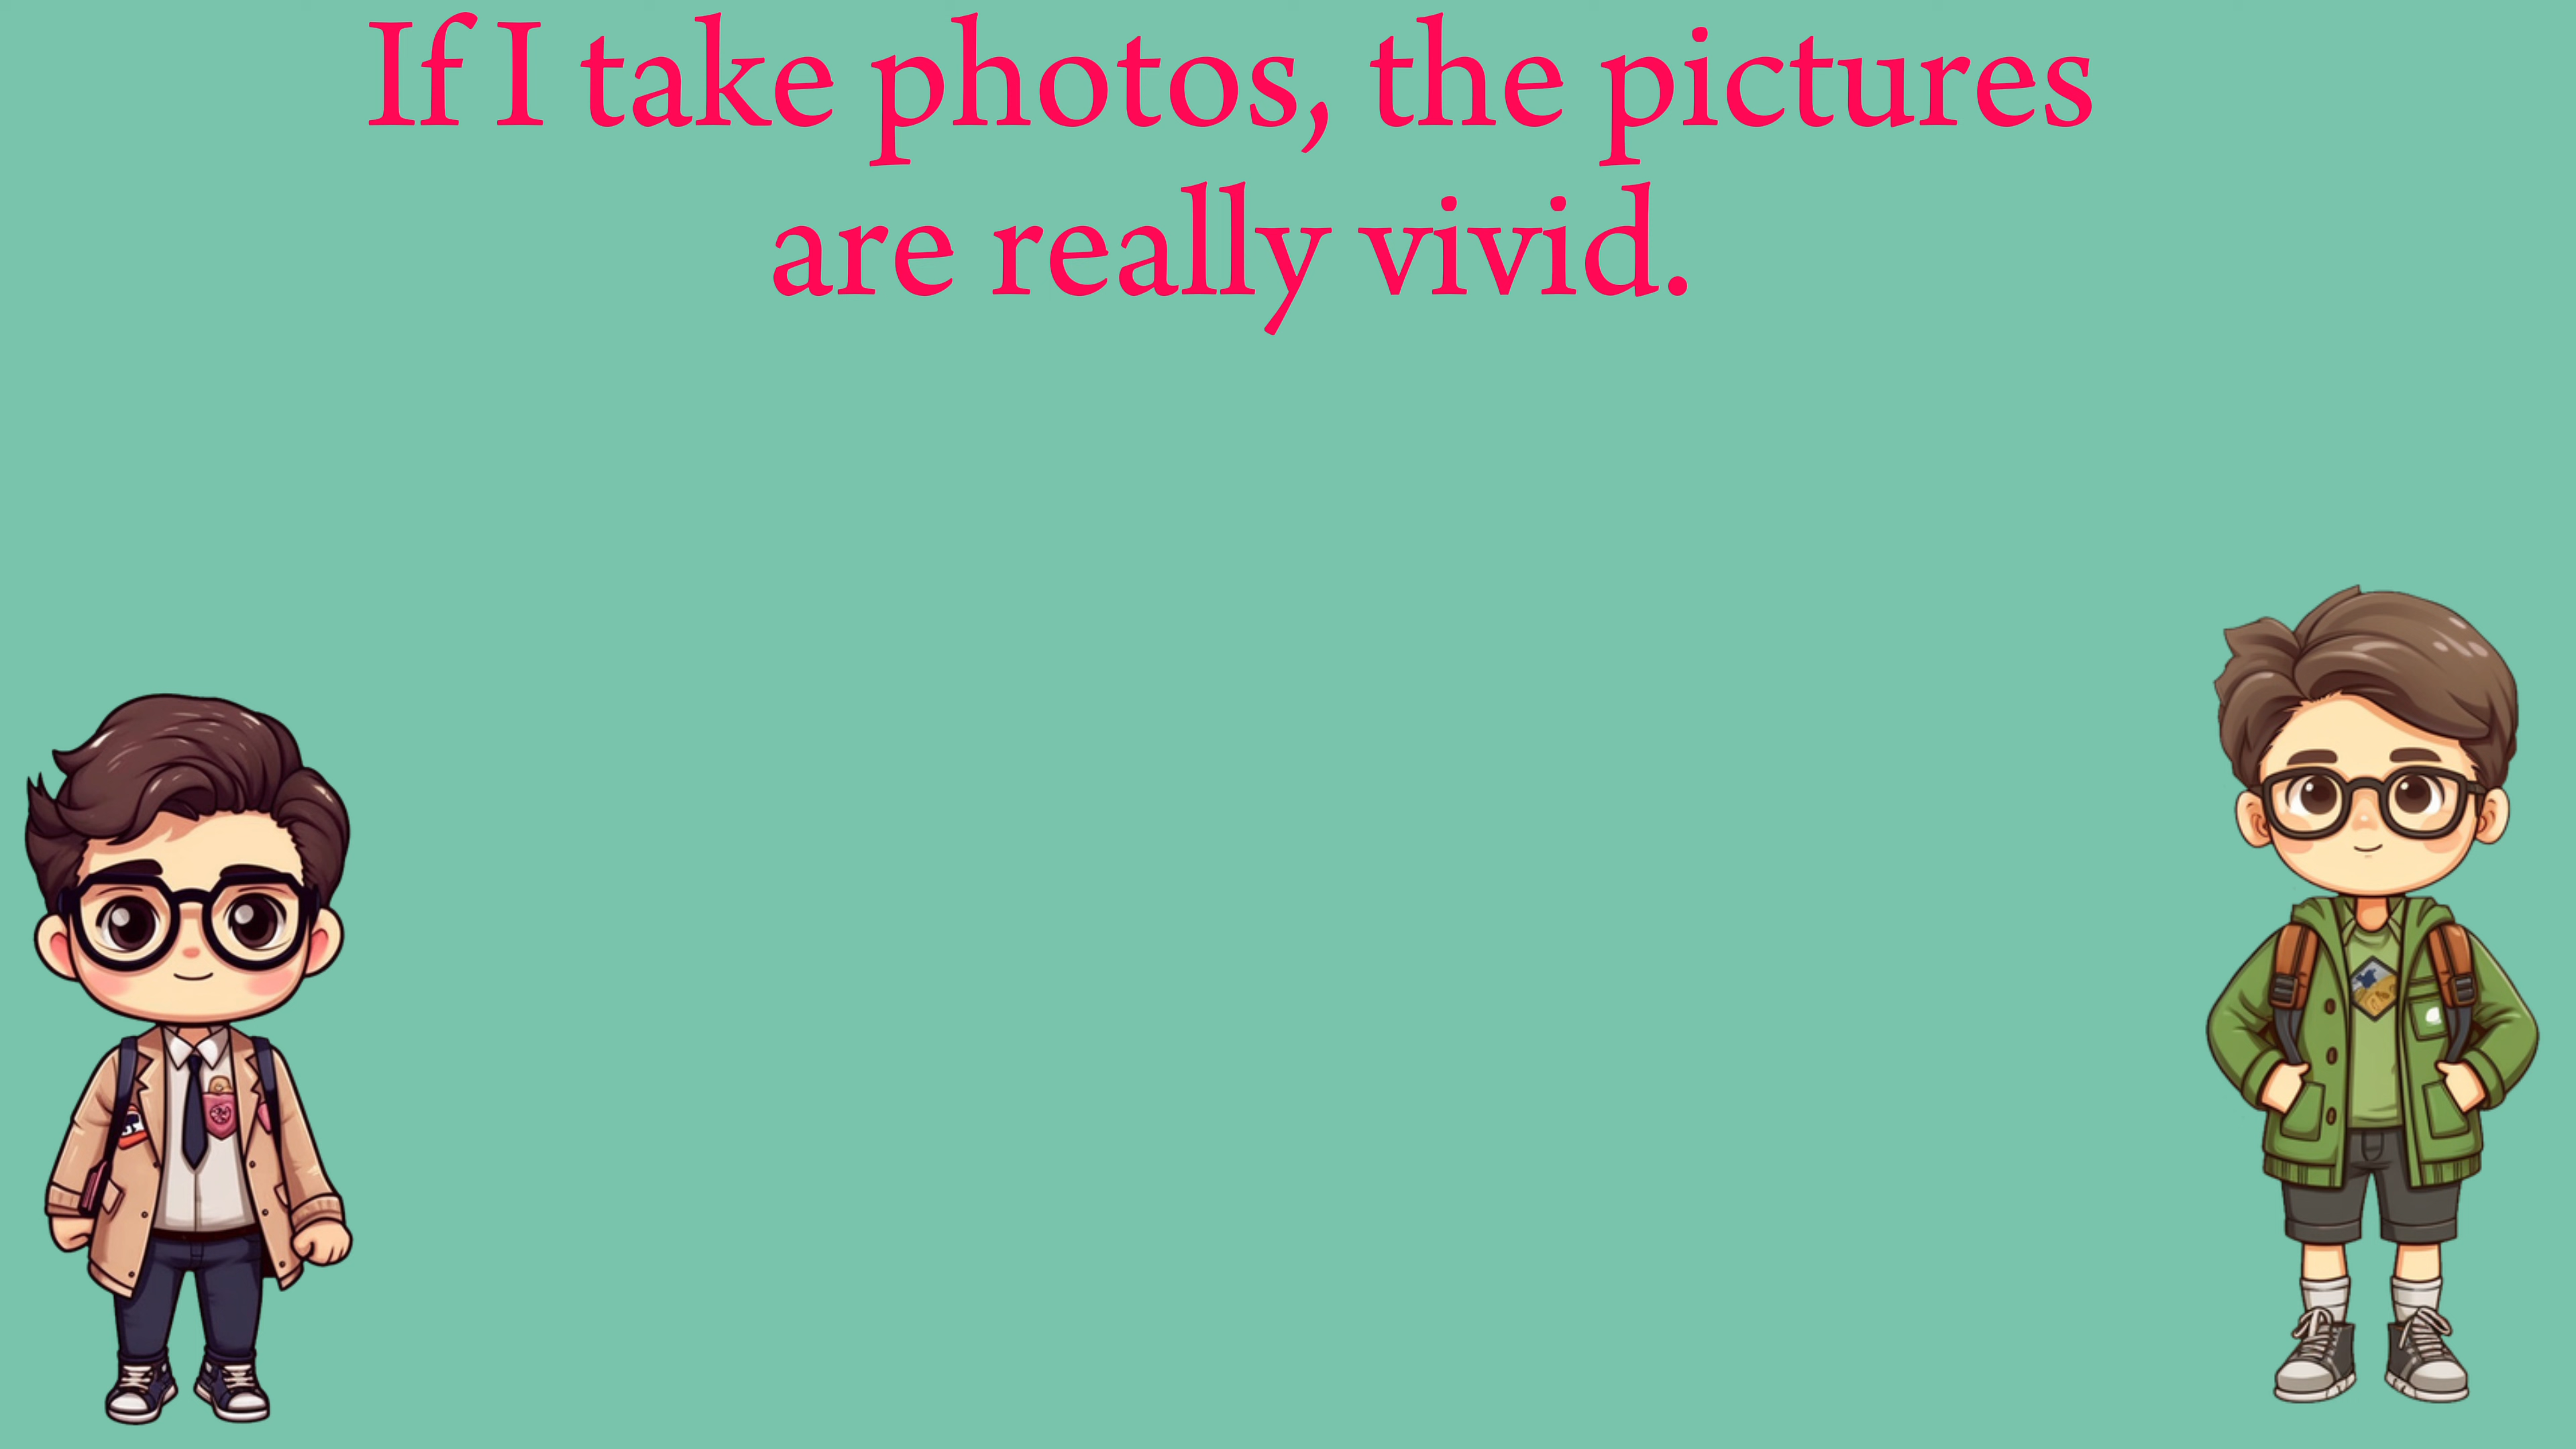 If I take photos, the pictures
are really vivid.